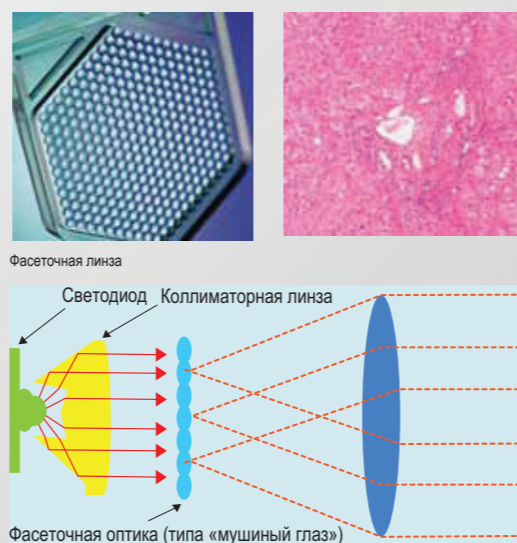 Фасеточная линза
Светодиод Коллиматорная линза
Фасеточная оптика (типа «мушиный глаз»)